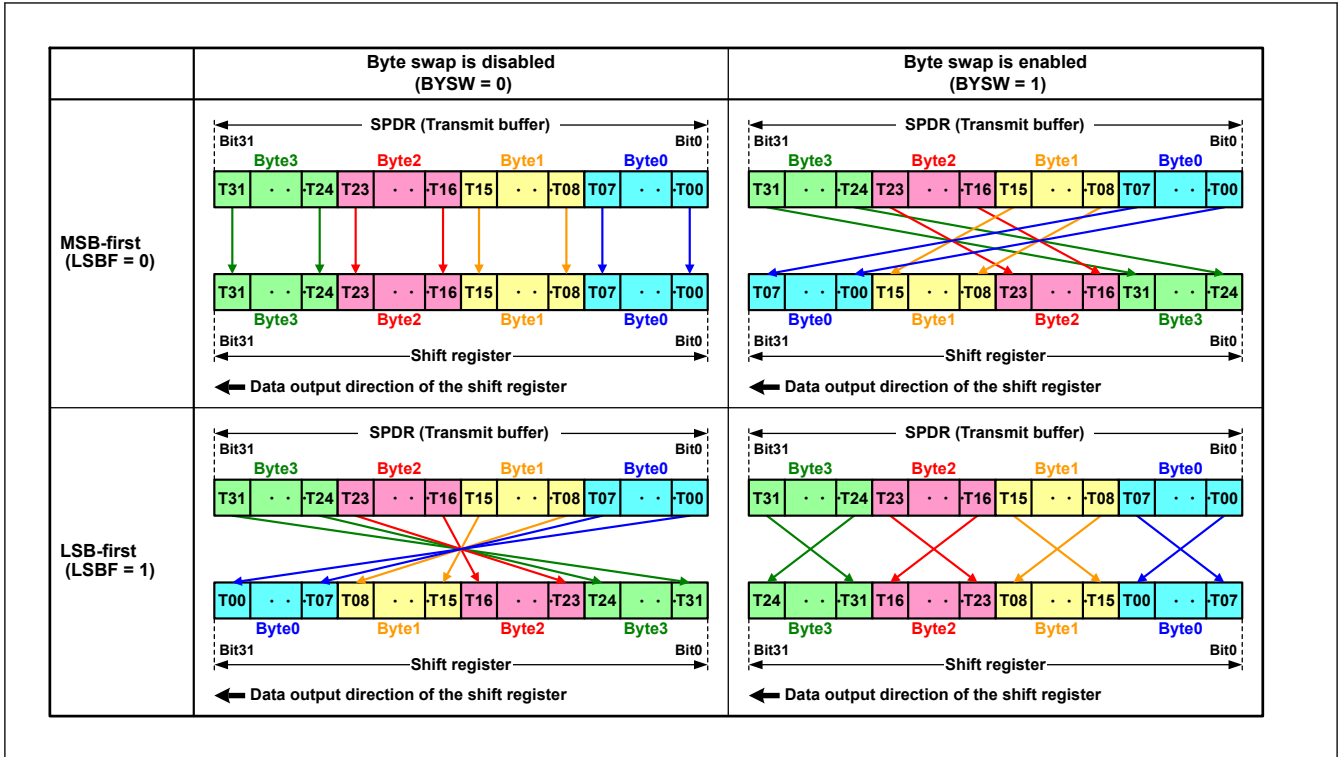 Byte swap is disabled
(BYSW = 0)
Byte swap is enabled
(BYSW = 1)
MSB-first
(LSBF = 0)
SPDR (Transmit buffer)
Bit31 Bit0
Byte3 Byte2 Byte1 Byte0
T31 · · ·T24 T23 · · ·T16 T15 · · ·T08 T07 · · ·T00
T31 · · ·T24 T23 · · ·T16 T15 · · ·T08 T07 · · ·T00
Byte3 Byte2 Byte1 Byte0
Bit31 Bit0
Shift register
Data output direction of the shift register
SPDR (Transmit buffer)
Bit31 Bit0
Byte3 Byte2 Byte1 Byte0
T31 · · ·T24 T23 · · ·T16 T15 · · ·T08 T07 · · ·T00
T07 · · ·T00 T15 · · ·T08 T23 · · ·T16 T31 · · ·T24
Byte0 Byte1 Byte2 Byte3
Bit31 Bit0
Shift register
Data output direction of the shift register
LSB-first
(LSBF = 1)
SPDR (Transmit buffer)
Bit31 Bit0
Byte3 Byte2 Byte1 Byte0
T31 · · ·T24 T23 · · ·T16 T15 · · ·T08 T07 · · ·T00
T00 · · ·T07 T08 · · ·T15 T16 · · ·T23 T24 · · ·T31
Byte0 Byte1 Byte2 Byte3
Bit31 Bit0
Shift register
Data output direction of the shift register
SPDR (Transmit buffer)
Bit31 Bit0
Byte3 Byte2 Byte1 Byte0
T31 · · ·T24 T23 · · ·T16 T15 · · ·T08 T07 · · ·T00
T24 · · ·T31 T16 · · ·T23 T08 · · ·T15 T00 · · ·T07
Byte3 Byte2 Byte1 Byte0
Bit31 Bit0
Shift register
Data output direction of the shift register